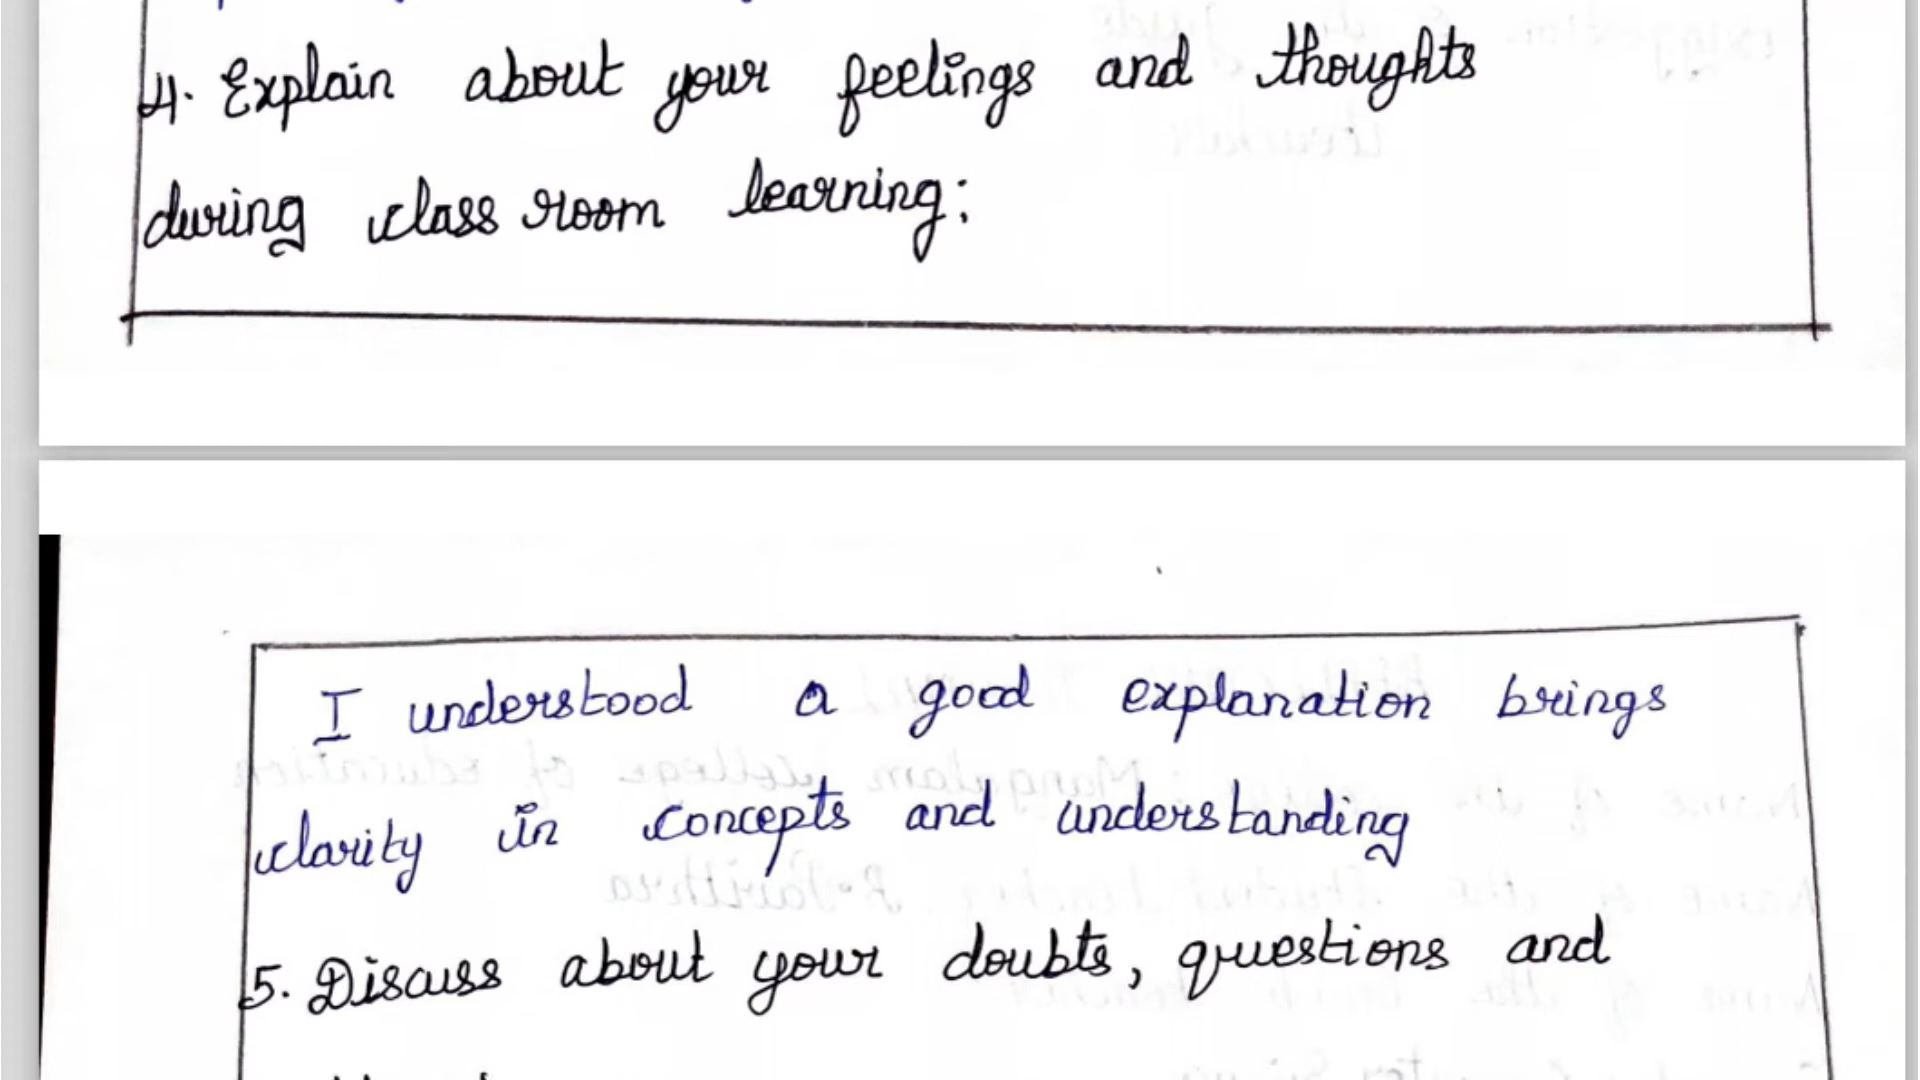 4. Explain about your feelings and thoughts
during class room learning:
I understood a good explanation brings
clarity in concepts and understanding
5. Discuss about your doubts, questions and